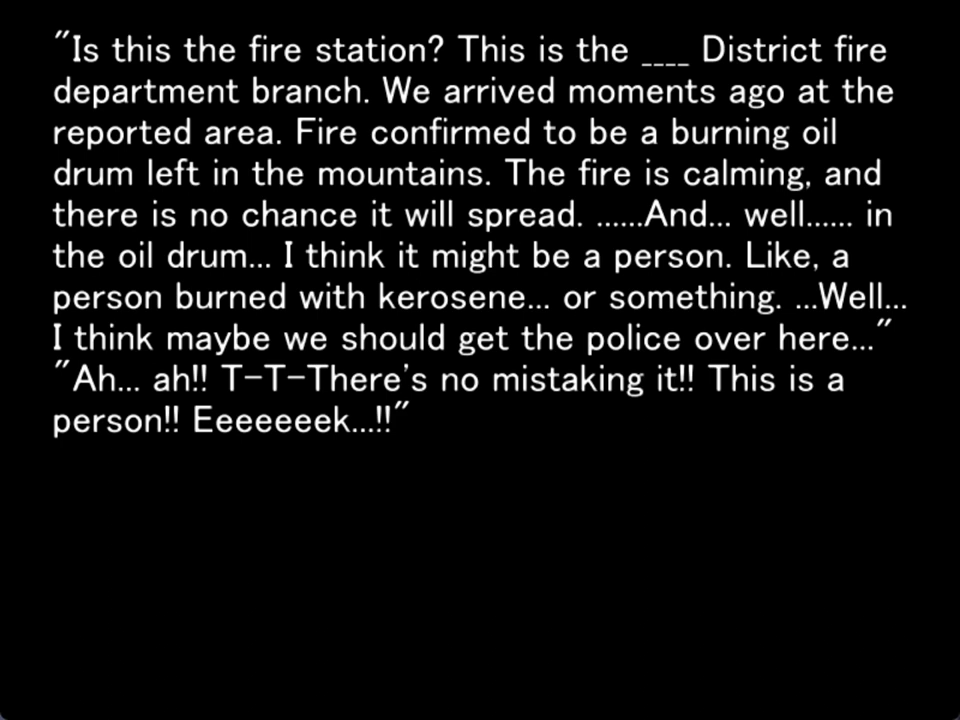 "Is this the fire station? This is the ____ District fire
department branch. We arrived moments ago at the
reported area. Fire confirmed to be a burning oil
drum left in the mountains. The fire is calming, and
there is no chance it will spread. ......And... well...... in
the oil drum... I think it might be a person. Like, a
person burned with kerosene... or something. ...Well...
I think maybe we should get the police over here..."
"Ah... ah!! T-T-There's no mistaking it!! This is a
person!! Eeeeeeek...!!"